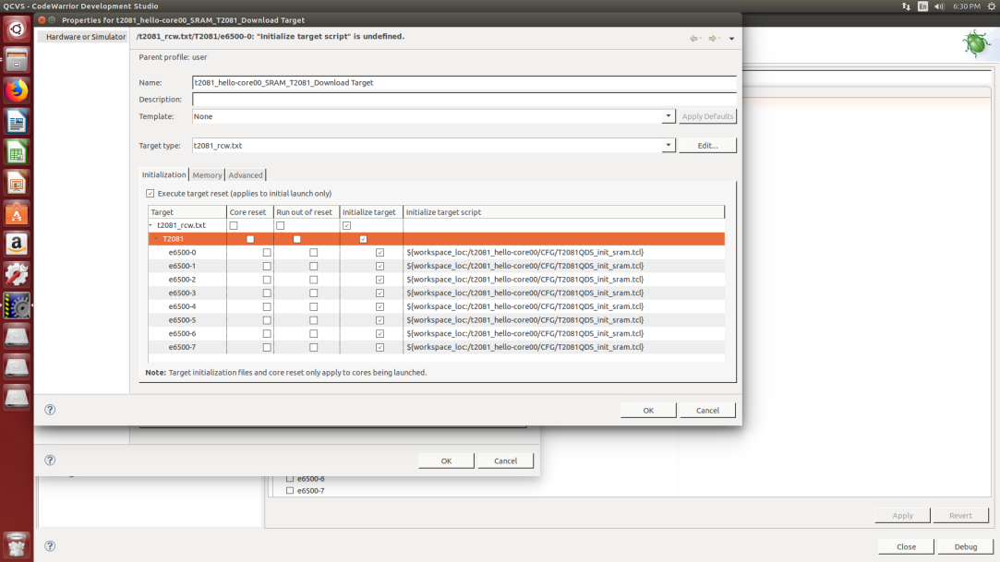 QCVS - CodeWarrior Development Studio
En
6:30 PM
Properties for t2081_hello-core00_SRAM_T2081_Download Target
Hardware or Simulator
/t2081_rcw.txt/T2081/e6500-0: "Initialize target script" is undefined.
Parent profile: user
Name: t2081_hello-core00_SRAM_T2081_Download Target
Description:
Template: None Apply Defaults
Target type: t2081_rcw.txt Edit...
Initialization Memory Advanced
Execute target reset (applies to initial launch only)
Target Core reset Run out of reset Initialize target Initialize target script
t2081_rcw.txt
T2081
e6500-0 ${workspace_loc:/t2081_hello-core00/CFG/T2081QDS_init_sram.tcl}
e6500-1 ${workspace_loc:/t2081_hello-core00/CFG/T2081QDS_init_sram.tcl}
e6500-2 ${workspace_loc:/t2081_hello-core00/CFG/T2081QDS_init_sram.tcl}
e6500-3 ${workspace_loc:/t2081_hello-core00/CFG/T2081QDS_init_sram.tcl}
e6500-4 ${workspace_loc:/t2081_hello-core00/CFG/T2081QDS_init_sram.tcl}
e6500-5 ${workspace_loc:/t2081_hello-core00/CFG/T2081QDS_init_sram.tcl}
e6500-6 ${workspace_loc:/t2081_hello-core00/CFG/T2081QDS_init_sram.tcl}
e6500-7 ${workspace_loc:/t2081_hello-core00/CFG/T2081QDS_init_sram.tcl}
Note: Target initialization files and core reset only apply to cores being launched.
OK Cancel
OK Cancel
e6500-6
e6500-7
Apply Revert
Close Debug